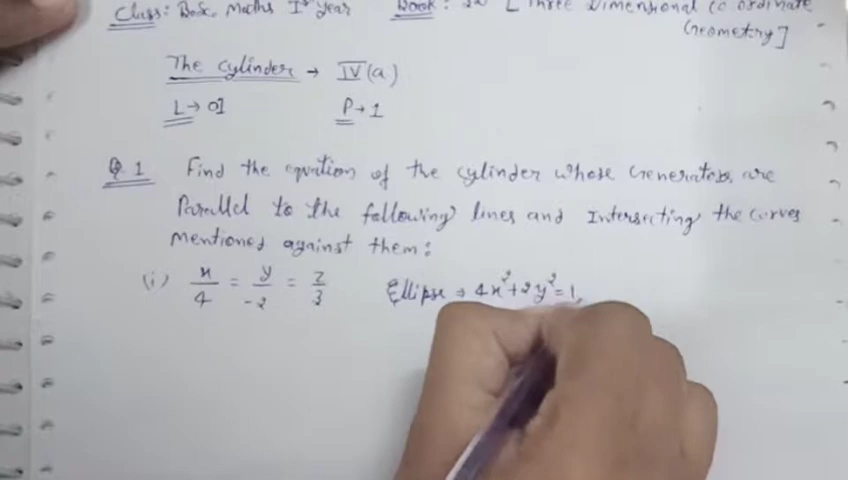 Class: B.Sc. Maths Ist year Book: [Three Dimensional Co ordinate
Geometry]
The cylinder → IV(a)
L → 01 P → 1
Q.1 Find the equation of the cylinder whose Generators are
Parallel to the following lines and Intersecting the curves
mentioned against them:
(i) x/4 = y/-2 = z/3 Ellipse → 4x²+2y²=1,